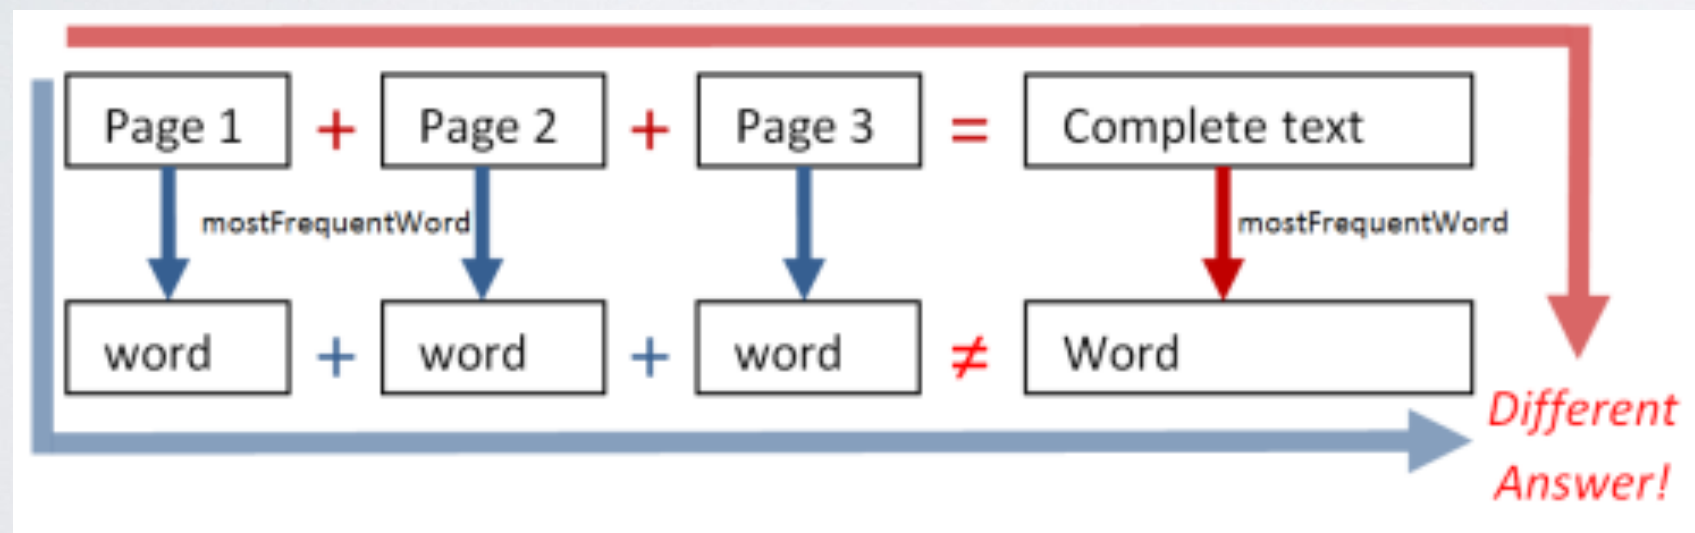 Page 1 + Page 2 + Page 3 = Complete text
mostFrequentWord mostFrequentWord
word + word + word ≠ Word
Different
Answer!